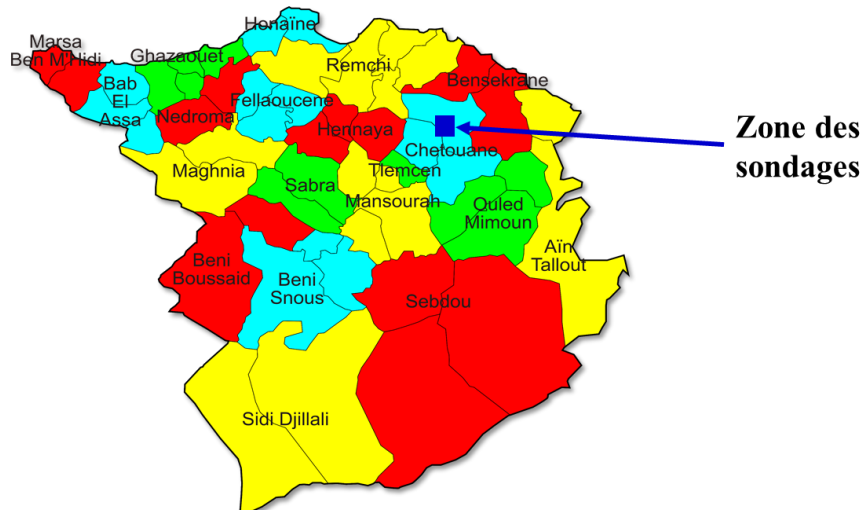 Honaïne
Marsa
Ben M'Hidi
Ghazaouet
Remchi
Bab
El
Assa
Bensekrane
Fellaoucene
Nedroma
Hennaya
Zone des
sondages
Chetouane
Maghnia
Tlemcen
Sabra
Mansourah
Ouled
Mimoun
Aïn
Tallout
Beni
Boussaid
Beni
Snous
Sebdou
Sidi Djillali